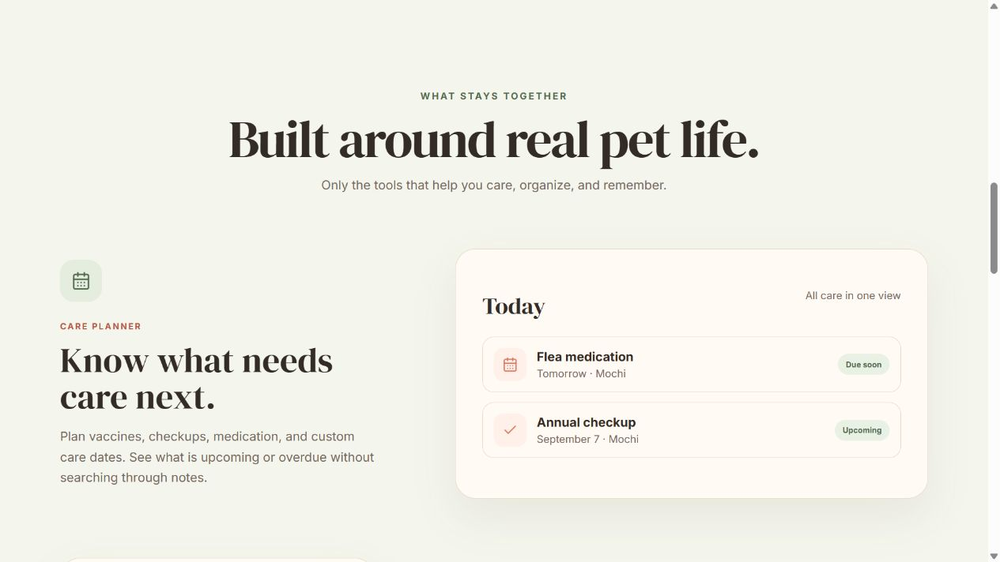 WHAT STAYS TOGETHER
Built around real pet life.
Only the tools that help you care, organize, and remember.
CARE PLANNER
Know what needs
care next.
Plan vaccines, checkups, medication, and custom
care dates. See what is upcoming or overdue without
searching through notes.
Today
All care in one view
Flea medication
Tomorrow · Mochi
Due soon
Annual checkup
September 7 · Mochi
Upcoming